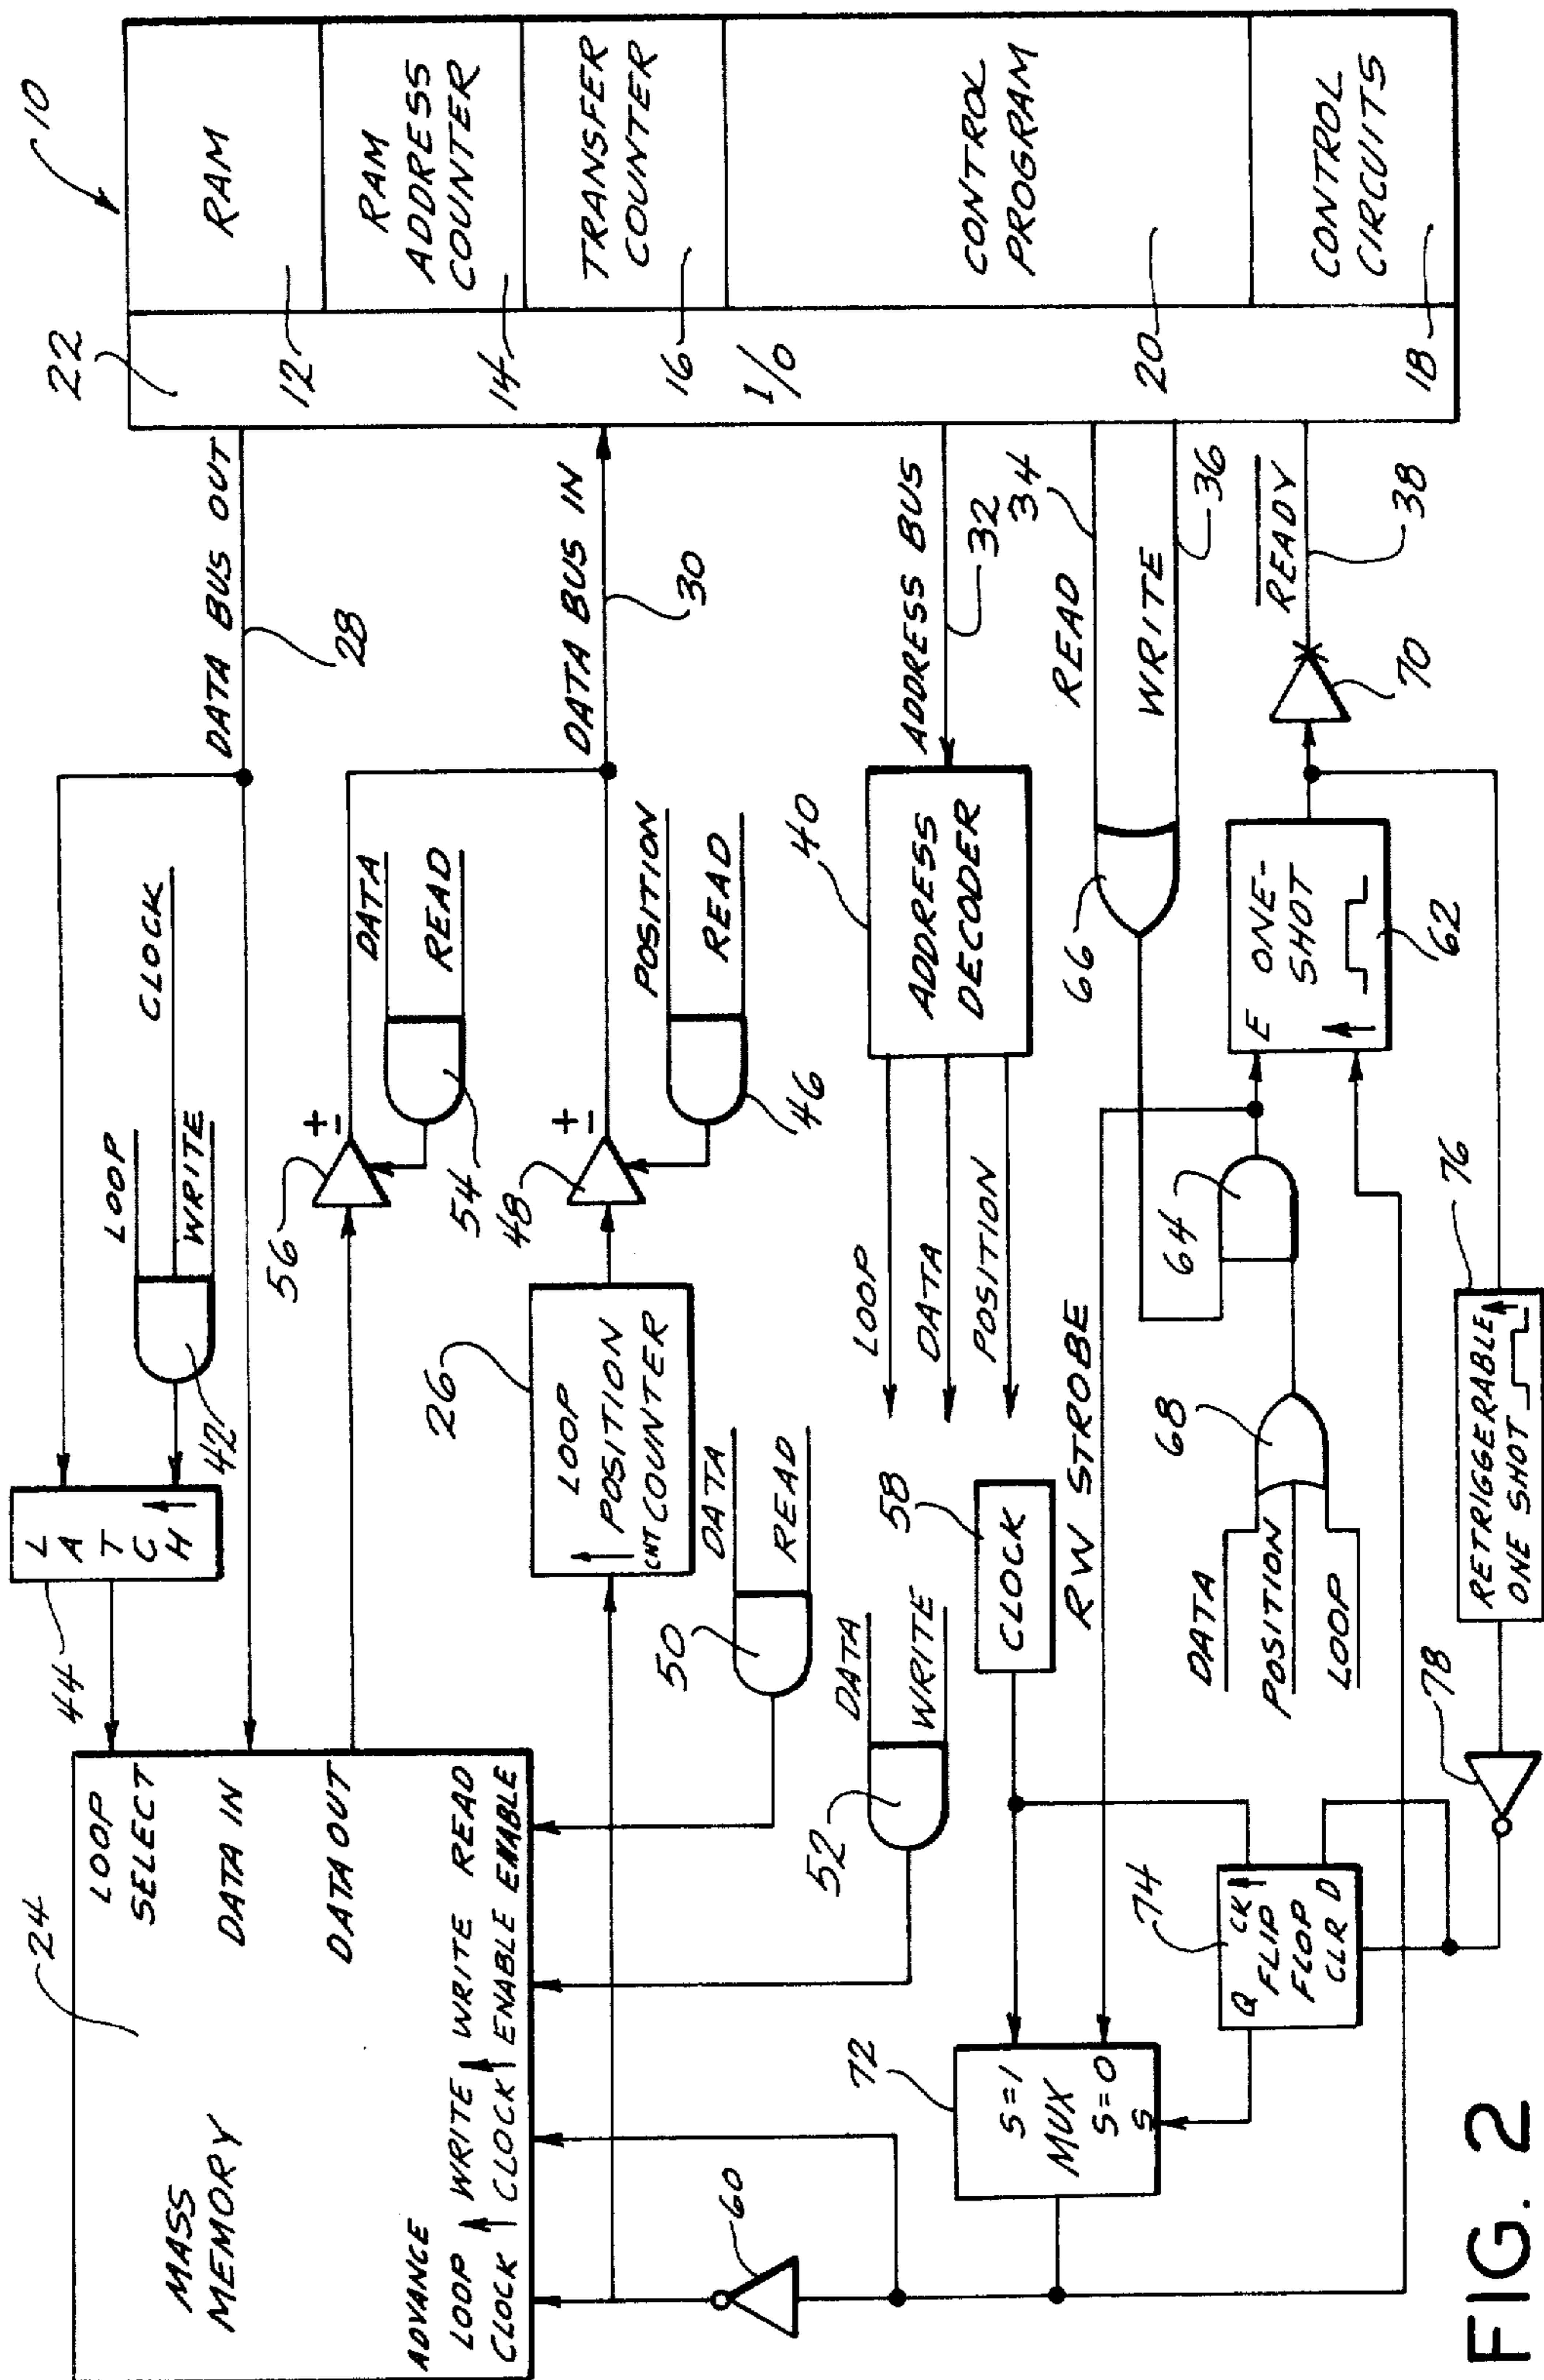 10
22
RAM
12
RAM
ADDRESS
COUNTER
14
TRANSFER
COUNTER
16
I/O
CONTROL
PROGRAM
20
CONTROL
CIRCUITS
18
DATA BUS OUT
28
DATA BUS IN
30
ADDRESS BUS
32
READ
34
WRITE
36
READY
38
70
CLOCK
LOOP
WRITE
42
LATCH
44
DATA
READ
54
56
POSITION
READ
46
48
LOOP
POSITION
CNT COUNTER
26
40
ADDRESS
DECODER
LOOP
DATA
POSITION
66
E ONE-
SHOT
62
64
RW STROBE
68
DATA
POSITION
LOOP
76
RETRIGGERABLE
ONE SHOT
78
DATA
READ
50
DATA
WRITE
52
58
CLOCK
74
Q CK
FLIP
FLOP
CLR D
72
S=1
MUX
S=0
S
60
24
MASS
MEMORY
LOOP
SELECT
DATA IN
DATA OUT
ADVANCE
LOOP
CLOCK
WRITE
CLOCK
WRITE
ENABLE
READ
ENABLE
FIG. 2